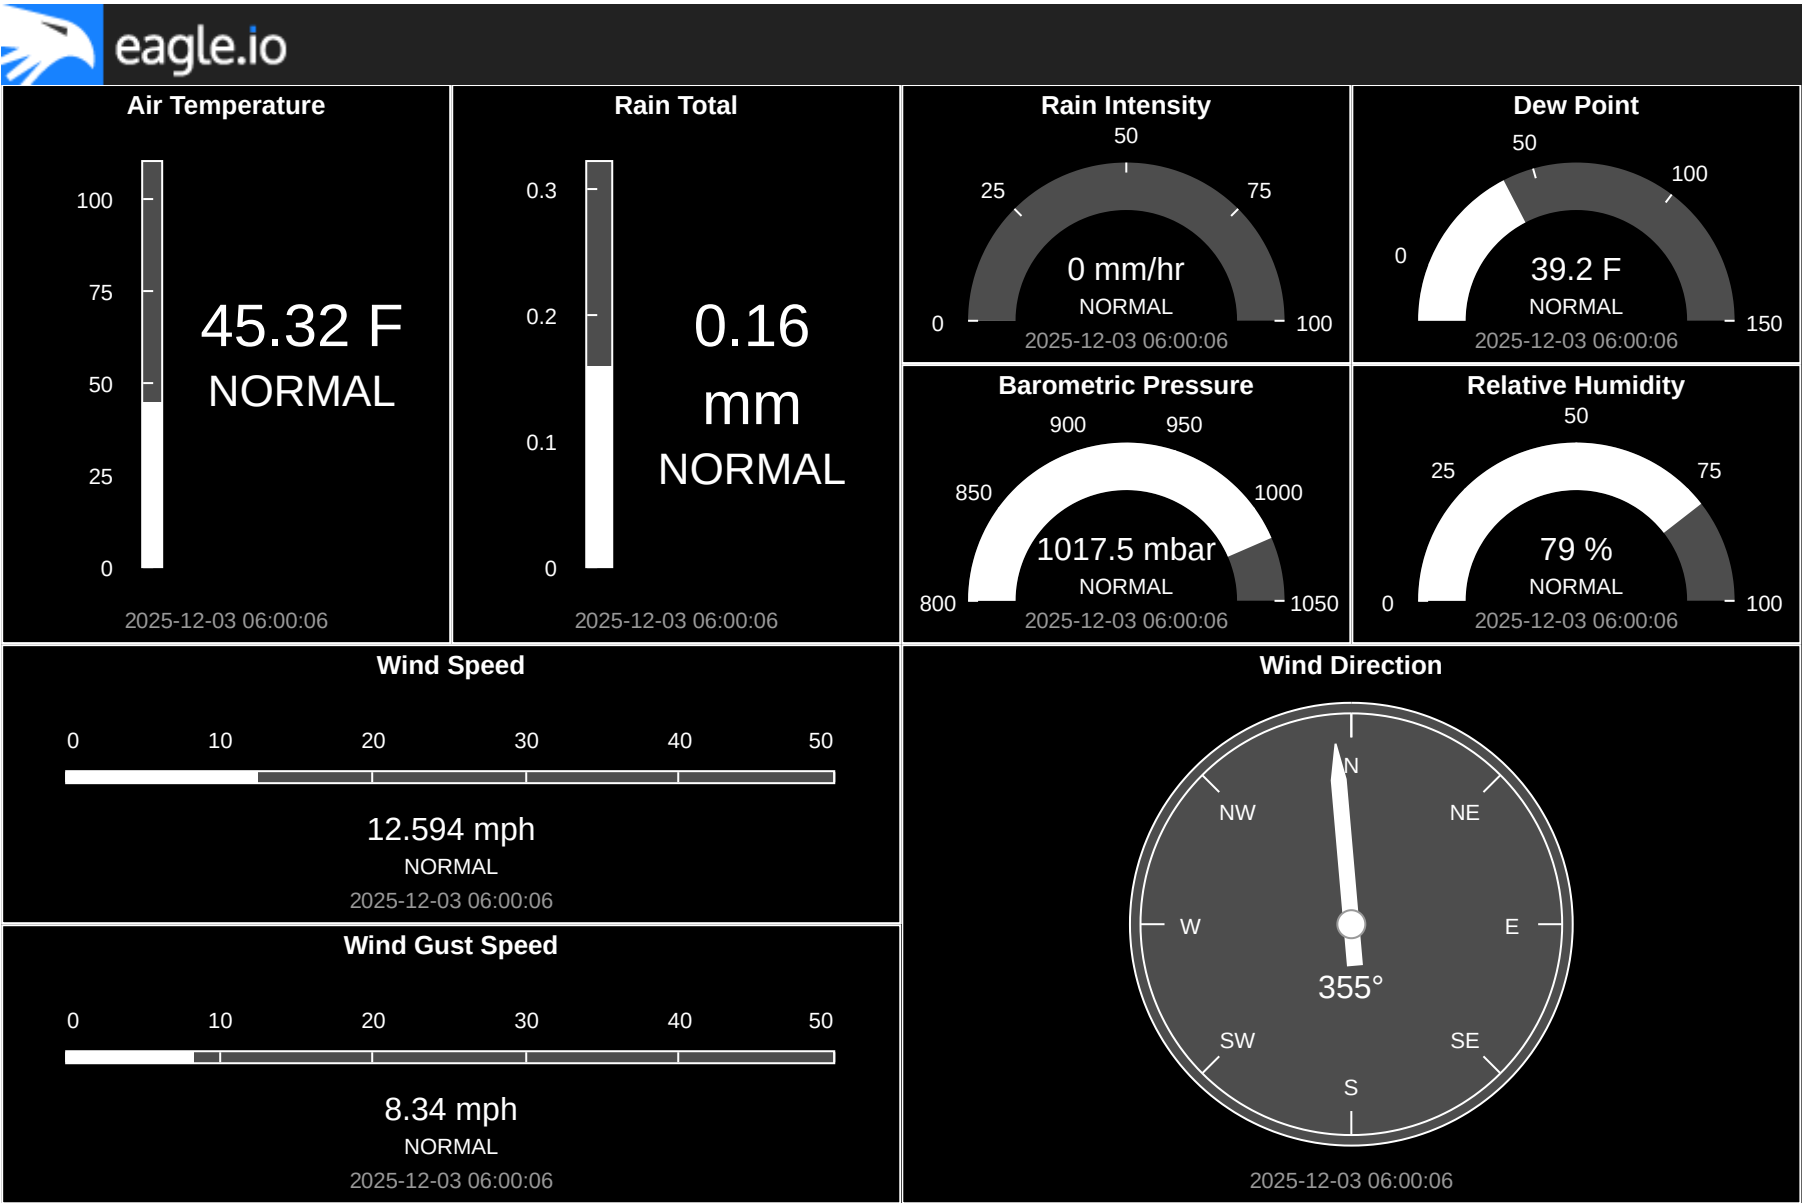 eagle.io
Air Temperature
100
75
50
25
0
45.32 F
NORMAL
2025-12-03 06:00:06
Rain Total
0.3
0.2
0.1
0
0.16
mm
NORMAL
2025-12-03 06:00:06
Rain Intensity
50
25
75
0
100
0 mm/hr
NORMAL
2025-12-03 06:00:06
Dew Point
50
100
0
150
39.2 F
NORMAL
2025-12-03 06:00:06
Barometric Pressure
900
950
850
1000
800
1050
1017.5 mbar
NORMAL
2025-12-03 06:00:06
Relative Humidity
50
25
75
0
100
79 %
NORMAL
2025-12-03 06:00:06
Wind Speed
0 10 20 30 40 50
12.594 mph
NORMAL
2025-12-03 06:00:06
Wind Gust Speed
0 10 20 30 40 50
8.34 mph
NORMAL
2025-12-03 06:00:06
Wind Direction
N
NW NE
W E
355°
SW SE
S
2025-12-03 06:00:06